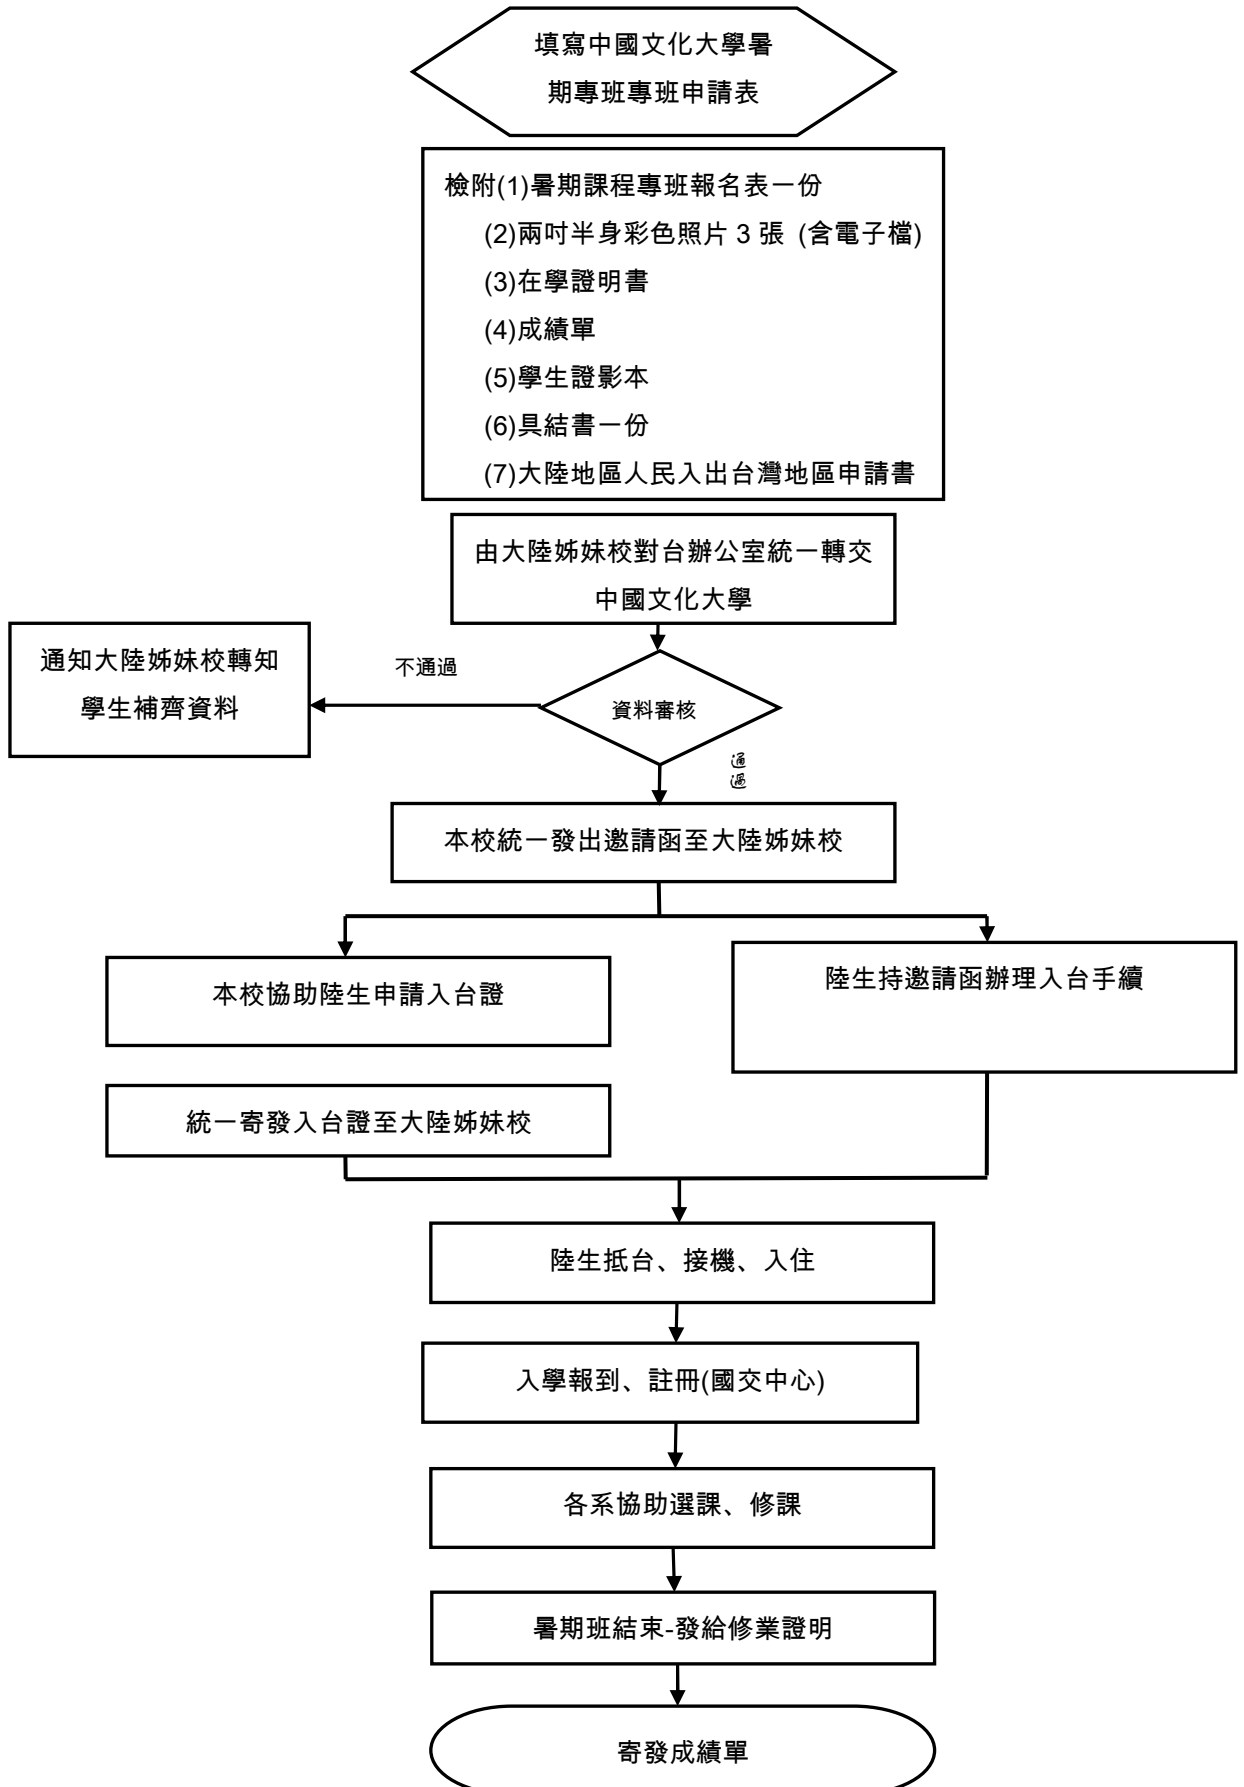 填寫中國文化大學暑
期專班專班申請表
檢附(1)暑期課程專班報名表一份
(2)兩吋半身彩色照片 3 張 (含電子檔)
(3)在學證明書
(4)成績單
(5)學生證影本
(6)具結書一份
(7)大陸地區人民入出台灣地區申請書
由大陸姊妹校對台辦公室統一轉交
中國文化大學
通知大陸姊妹校轉知
學生補齊資料
不通過
資料審核
通
過
本校統一發出邀請函至大陸姊妹校
本校協助陸生申請入台證
陸生持邀請函辦理入台手續
統一寄發入台證至大陸姊妹校
陸生抵台、接機、入住
入學報到、註冊(國交中心)
各系協助選課、修課
暑期班結束-發給修業證明
寄發成績單